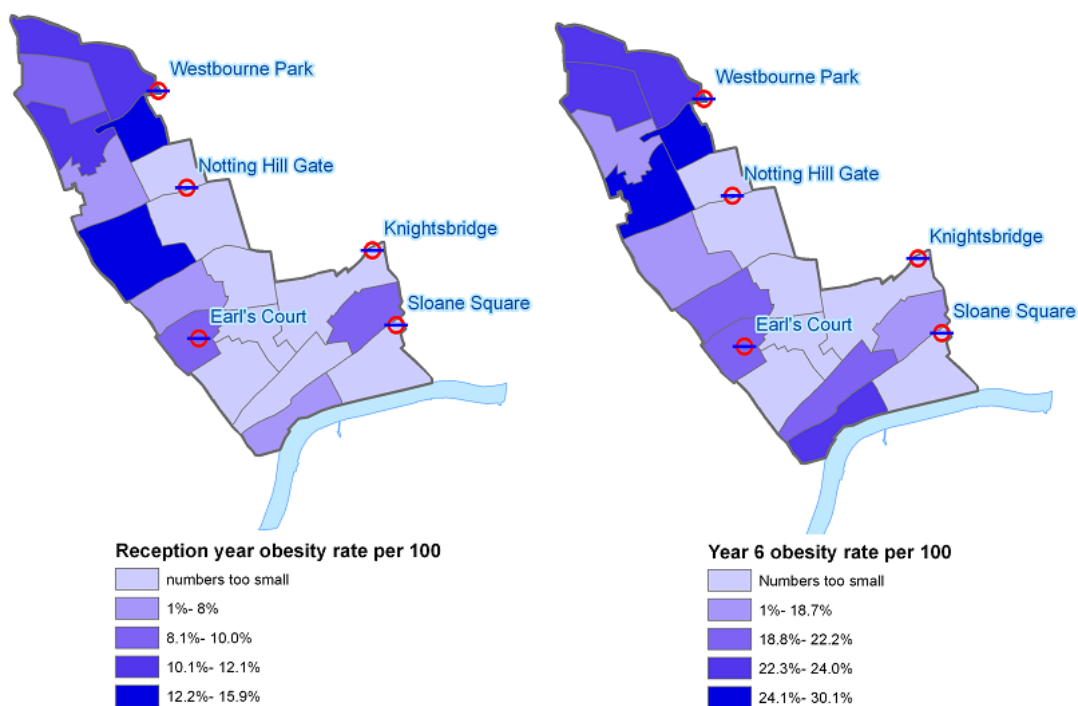 Westbourne Park
Notting Hill Gate
Knightsbridge
Sloane Square
Earl's Court
Reception year obesity rate per 100
numbers too small
1%- 8%
8.1%- 10.0%
10.1%- 12.1%
12.2%- 15.9%
Westbourne Park
Notting Hill Gate
Knightsbridge
Sloane Square
Earl's Court
Year 6 obesity rate per 100
Numbers too small
1%- 18.7%
18.8%- 22.2%
22.3%- 24.0%
24.1%- 30.1%